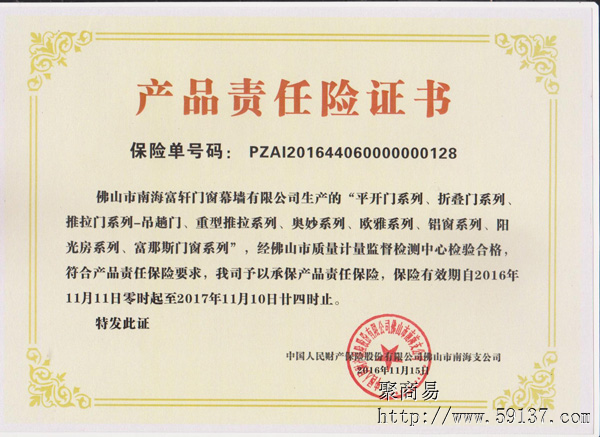 产品责任险证书
保险单号码： PZAI201644060000000128
佛山市南海富轩门窗幕墙有限公司生产的“平开门系列、折叠门系列、
推拉门系列-吊趟门、重型推拉系列、奥妙系列、欧雅系列、铝窗系列、阳
光房系列、富那斯门窗系列”，经佛山市质量计量监督检测中心检验合格，
符合产品责任保险要求，我司予以承保产品责任保险，保险有效期自2016年
11月11日零时起至2017年11月10日廿四时止。
特发此证
中国人民财产保险股份有限公司佛山市南海支公司
2016年11月15日
聚商易
http://www.59137.com